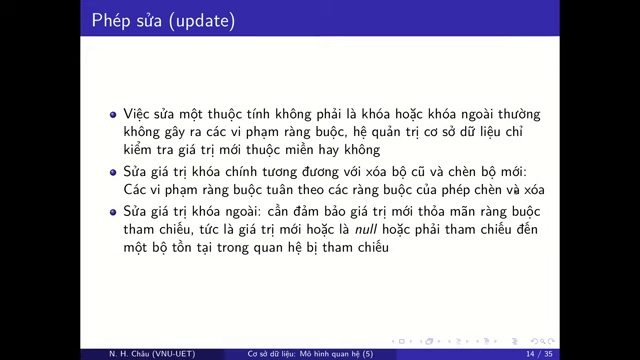 Phép sửa (update)
Việc sửa một thuộc tính không phải là khóa hoặc khóa ngoài thường
không gây ra các vi phạm ràng buộc, hệ quản trị cơ sở dữ liệu chỉ
kiểm tra giá trị mới thuộc miền hay không
Sửa giá trị khóa chính tương đương với xóa bộ cũ và chèn bộ mới:
Các vi phạm ràng buộc tuân theo các ràng buộc của phép chèn và xóa
Sửa giá trị khóa ngoài: cần đảm bảo giá trị mới thỏa mãn ràng buộc
tham chiếu, tức là giá trị mới hoặc là null hoặc phải tham chiếu đến
một bộ tồn tại trong quan hệ bị tham chiếu
N. H. Châu (VNU-UET) Cơ sở dữ liệu: Mô hình quan hệ (5) 14 / 35